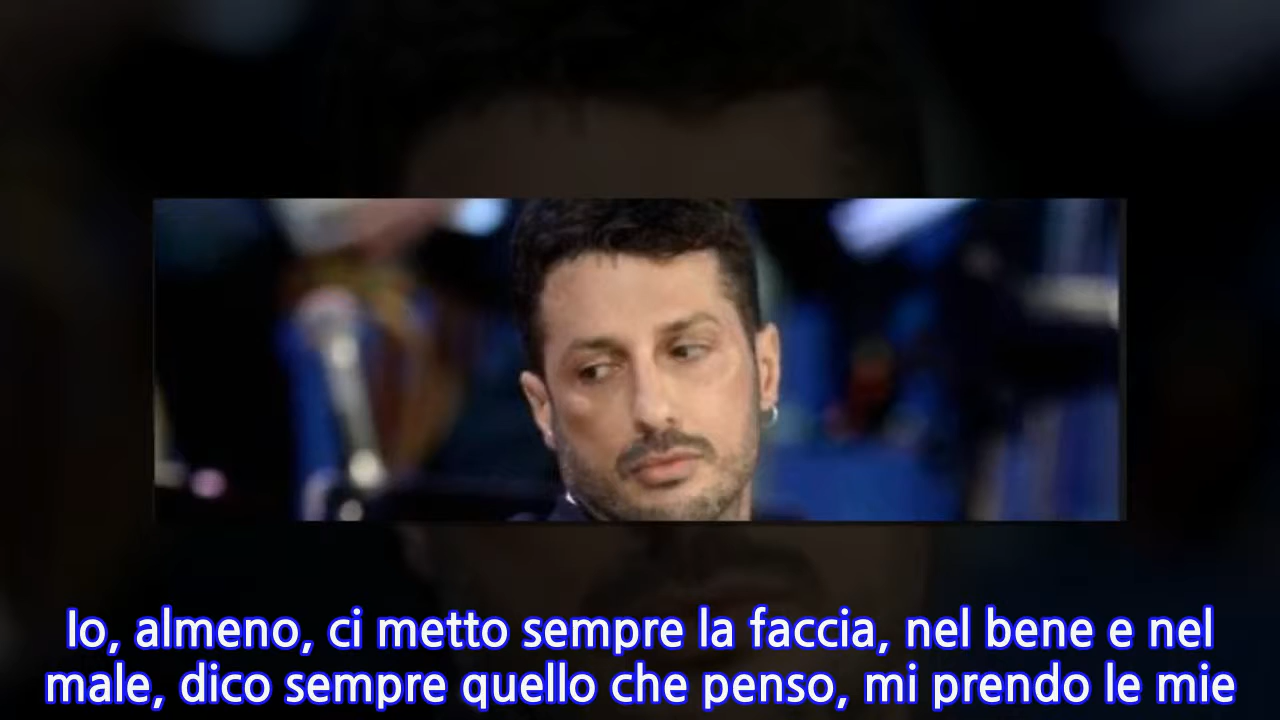 Io, almeno, ci metto sempre la faccia, nel bene e nel
male, dico sempre quello che penso, mi prendo le mie